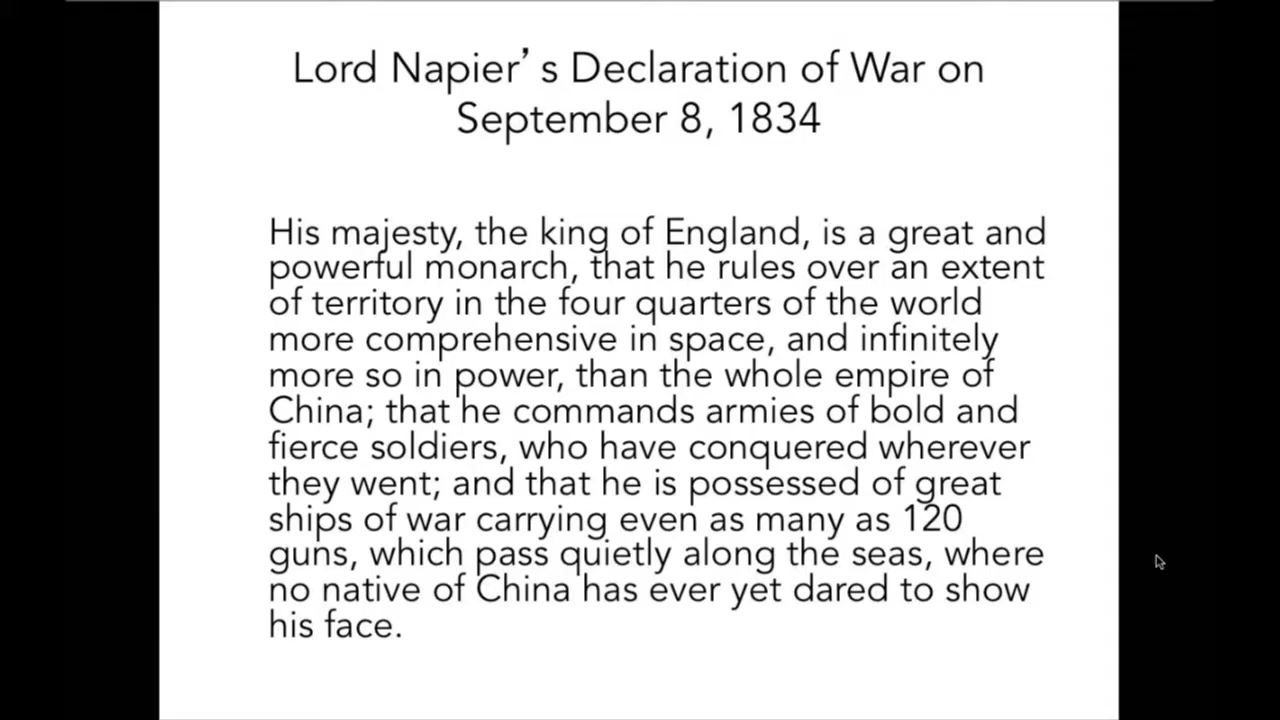 Lord Napier’s Declaration of War on
September 8, 1834
His majesty, the king of England, is a great and
powerful monarch, that he rules over an extent
of territory in the four quarters of the world
more comprehensive in space, and infinitely
more so in power, than the whole empire of
China; that he commands armies of bold and
fierce soldiers, who have conquered wherever
they went; and that he is possessed of great
ships of war carrying even as many as 120
guns, which pass quietly along the seas, where
no native of China has ever yet dared to show
his face.